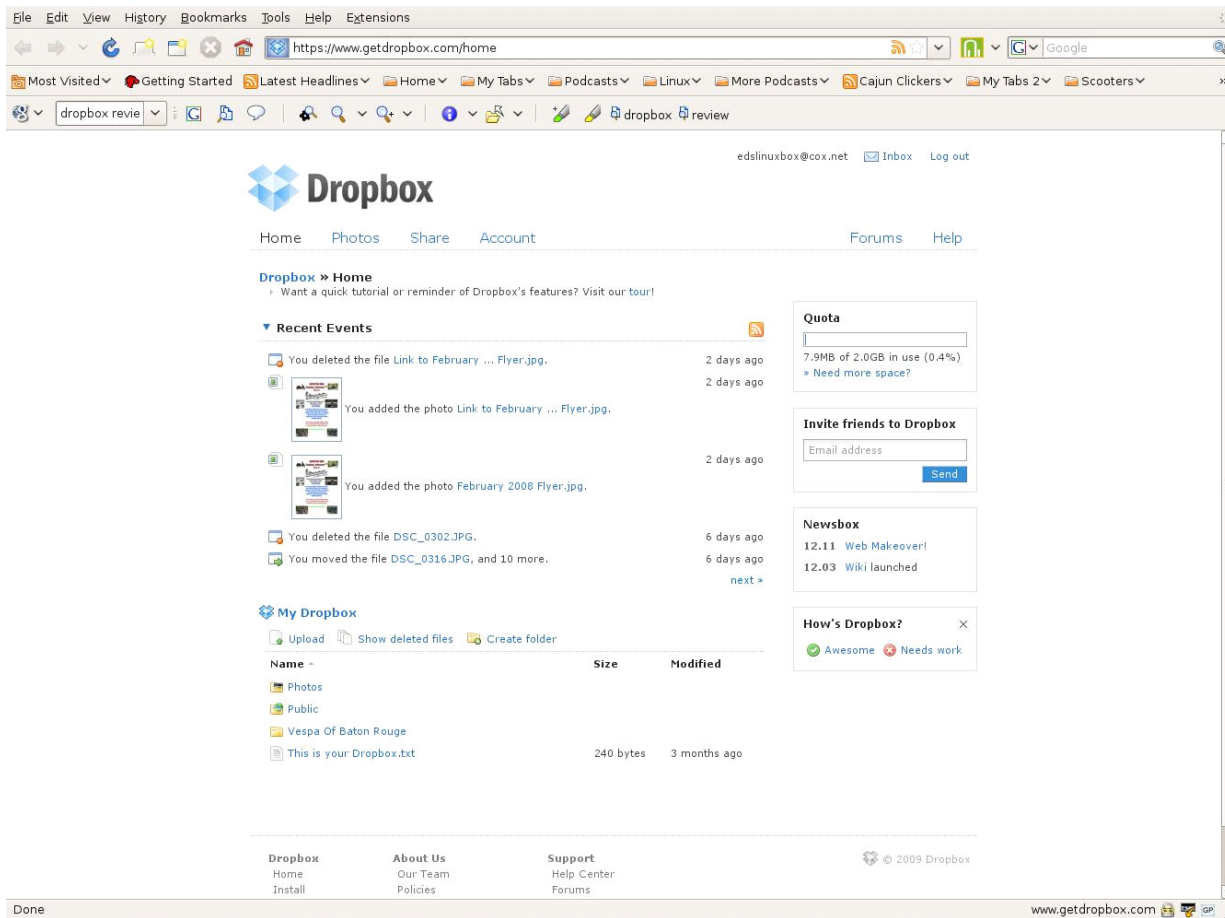 File Edit View History Bookmarks Tools Help Extensions
https://www.getdropbox.com/home
Google
Most Visited Getting Started Latest Headlines Home My Tabs Podcasts Linux More Podcasts Cajun Clickers My Tabs 2 Scooters »
dropbox revie
dropbox review
edslinuxbox@cox.net Inbox Log out
Dropbox
Home Photos Share Account Forums Help
Dropbox » Home
Want a quick tutorial or reminder of Dropbox's features? Visit our tour!
Recent Events
You deleted the file Link to February ... Flyer.jpg. 2 days ago
You added the photo Link to February ... Flyer.jpg. 2 days ago
You added the photo February 2008 Flyer.jpg. 2 days ago
You deleted the file DSC_0302.JPG. 6 days ago
You moved the file DSC_0316.JPG, and 10 more. 6 days ago
next »
Quota
7.9MB of 2.0GB in use (0.4%)
» Need more space?
Invite friends to Dropbox
Email address
Send
Newsbox
12.11 Web Makeover!
12.03 Wiki launched
How's Dropbox?
Awesome Needs work
My Dropbox
Upload Show deleted files Create folder
Name Size Modified
Photos
Public
Vespa Of Baton Rouge
This is your Dropbox.txt 240 bytes 3 months ago
Dropbox About Us Support © 2009 Dropbox
Home Our Team Help Center
Install Policies Forums
Done www.getdropbox.com GP